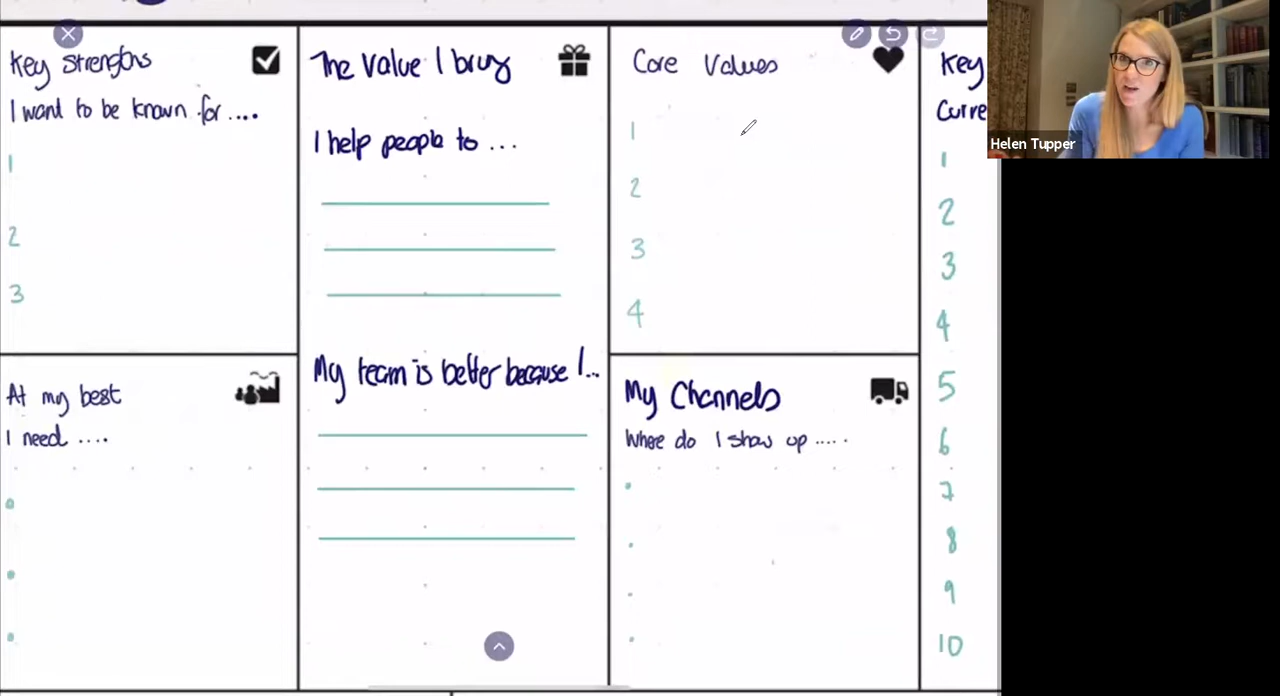 Key Strengths
I want to be known for ....
1
2
3
At my best
I need ....
The Value I bring
I help people to ...
My team is better because I...
Core Values
1
2
3
4
My Channels
Where do I show up .....
Key
Curre
1
2
3
4
5
6
7
8
9
10
Helen Tupper